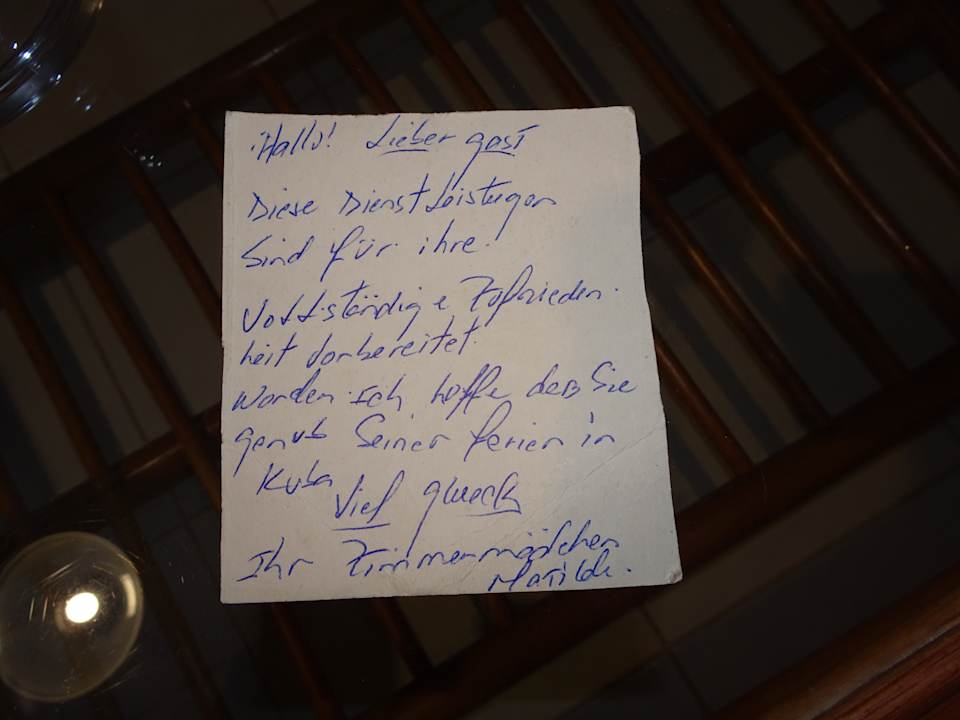 Hallo! Lieber gast
Diese Dienstleistugen
Sind für ihre.
Vollständige Zufrieden.
heit vorbereitet.
worden. Ich hoffe daß Sie
genuß Seiner ferien in
Kuba
Viel glueck
Ihr Zimmermädchen
Matilde.